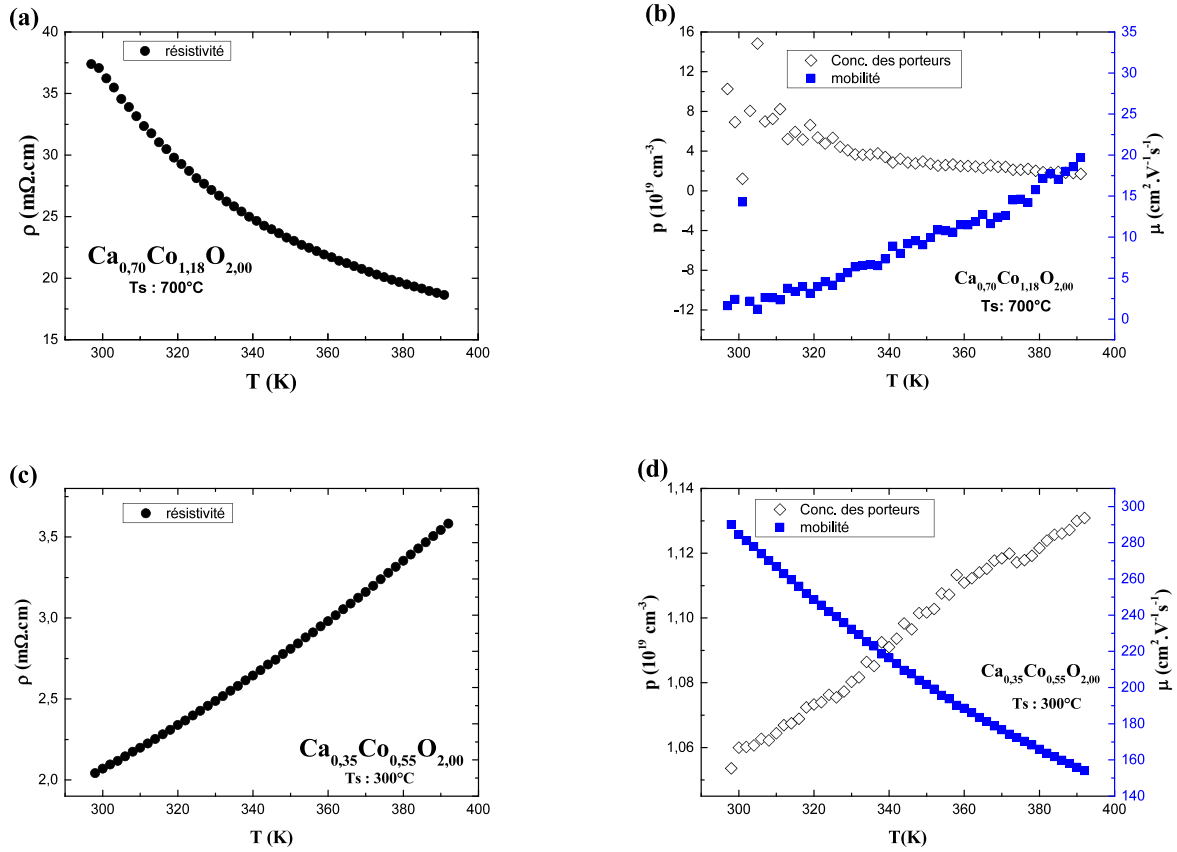 (a)
résistivité
ρ (mΩ.cm)
40
35
30
25
20
15
Ca0,70Co1,18O2,00
Ts : 700°C
300 320 340 360 380 400
T (K)
(b)
Conc. des porteurs
mobilité
p (10^19 cm^-3)
16
12
8
4
0
-4
-8
-12
μ (cm^2.V^-1s^-1)
35
30
25
20
15
10
5
0
Ca0,70Co1,18O2,00
Ts: 700°C
300 320 340 360 380 400
T (K)
(c)
résistivité
ρ (mΩ.cm)
3,5
3,0
2,5
2,0
Ca0,35Co0,55O2,00
Ts : 300°C
300 320 340 360 380 400
T (K)
(d)
Conc. des porteurs
mobilité
p (10^19 cm^-3)
1,14
1,12
1,10
1,08
1,06
μ (cm^2.V^-1s^-1)
300
280
260
240
220
200
180
160
140
Ca0,35Co0,55O2,00
Ts : 300°C
300 320 340 360 380 400
T(K)